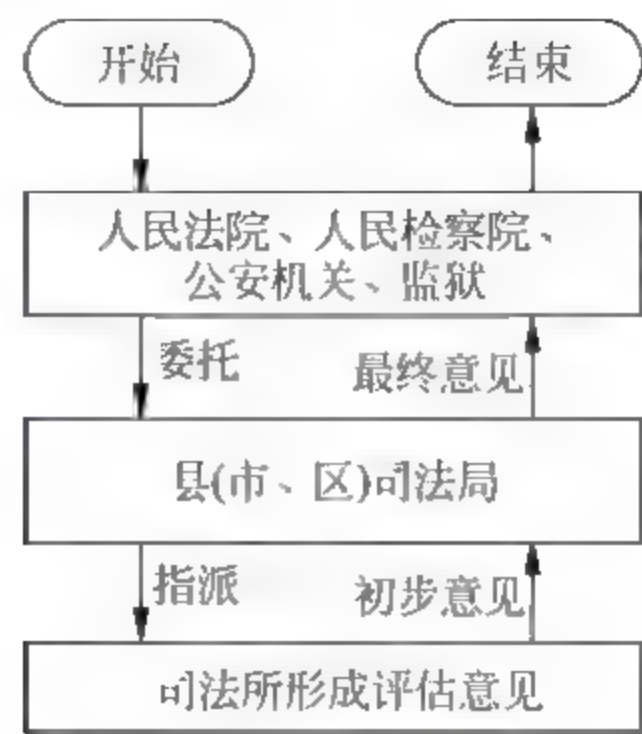 开始
结束
人民法院、人民检察院、
公安机关、监狱
委托
最终意见
县(市、区)司法局
指派
初步意见
司法所形成评估意见